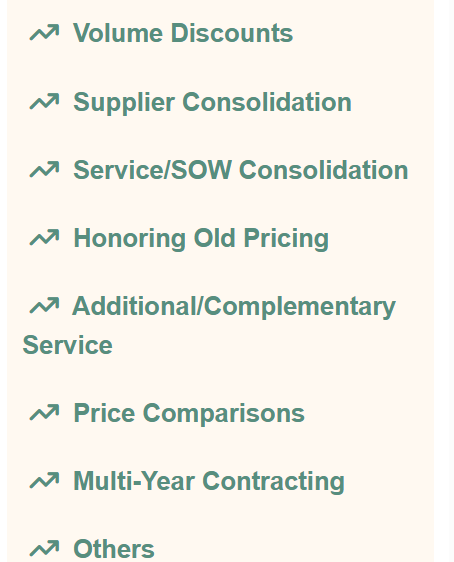 Volume Discounts
Supplier Consolidation
Service/SOW Consolidation
Honoring Old Pricing
Additional/Complementary
Service
Price Comparisons
Multi-Year Contracting
Others